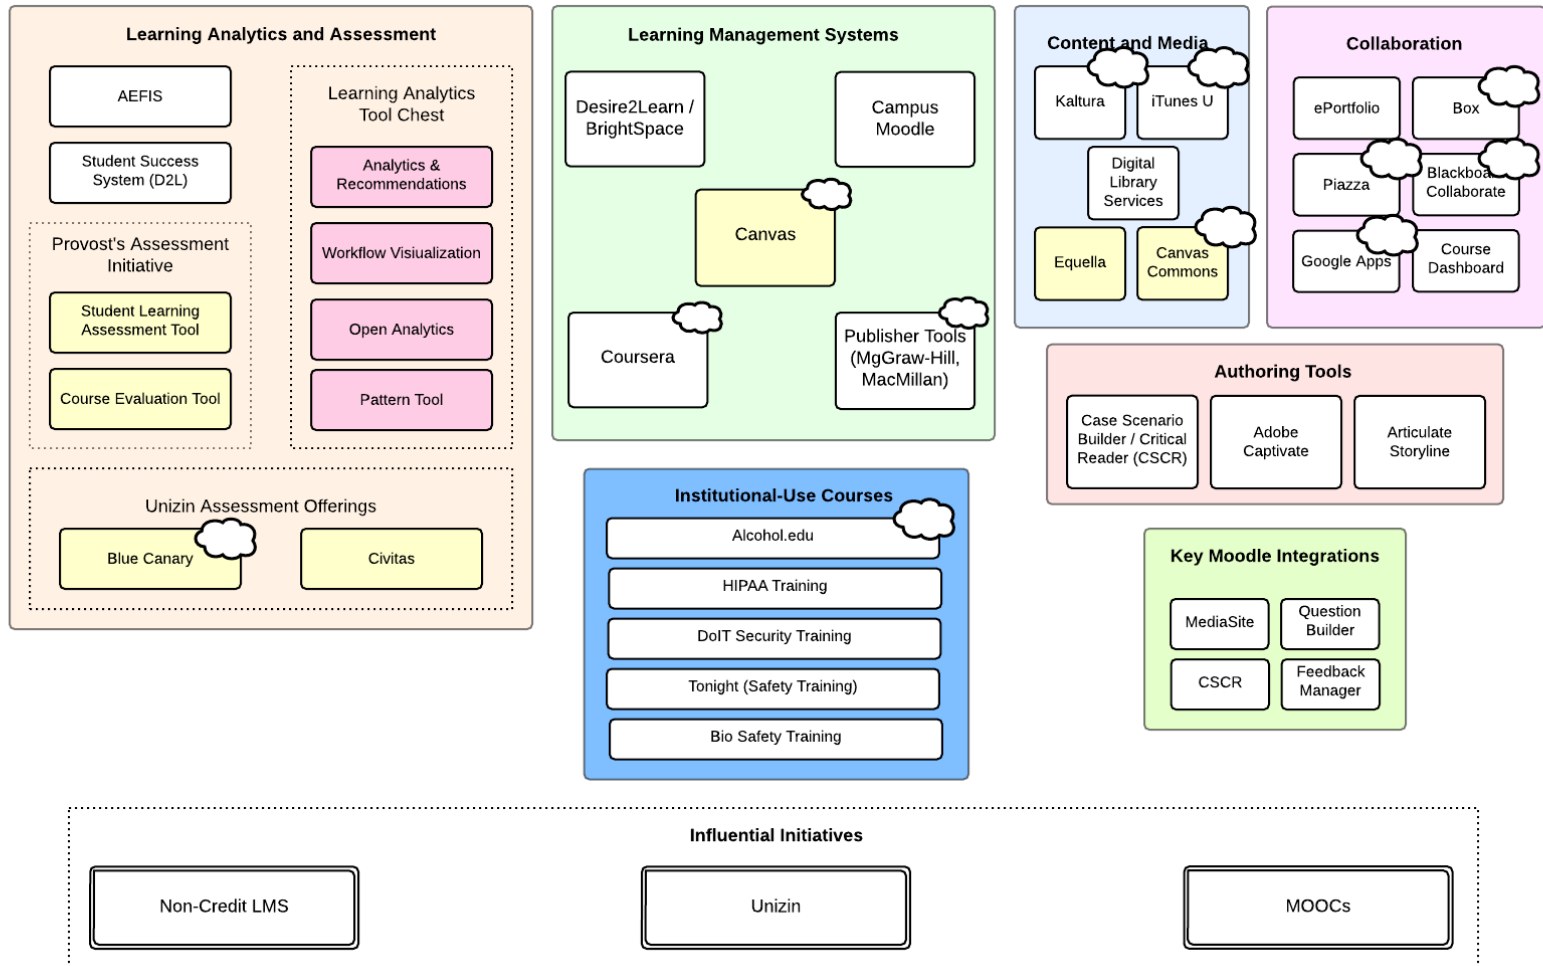 Learning Analytics and Assessment
AEFIS
Student Success
System (D2L)
Learning Analytics
Tool Chest
Analytics &
Recommendations
Workflow Visiualization
Open Analytics
Pattern Tool
Provost's Assessment
Initiative
Student Learning
Assessment Tool
Course Evaluation Tool
Unizin Assessment Offerings
Blue Canary
Civitas
Learning Management Systems
Desire2Learn /
BrightSpace
Campus
Moodle
Canvas
Coursera
Publisher Tools
(MgGraw-Hill,
MacMillan)
Content and Media
Kaltura
iTunes U
Digital
Library
Services
Equella
Canvas
Commons
Collaboration
ePortfolio
Box
Piazza
Blackboard
Collaborate
Google Apps
Course
Dashboard
Authoring Tools
Case Scenario
Builder / Critical
Reader (CSCR)
Adobe
Captivate
Articulate
Storyline
Institutional-Use Courses
Alcohol.edu
HIPAA Training
DoIT Security Training
Tonight (Safety Training)
Bio Safety Training
Key Moodle Integrations
MediaSite
Question
Builder
CSCR
Feedback
Manager
Influential Initiatives
Non-Credit LMS
Unizin
MOOCs